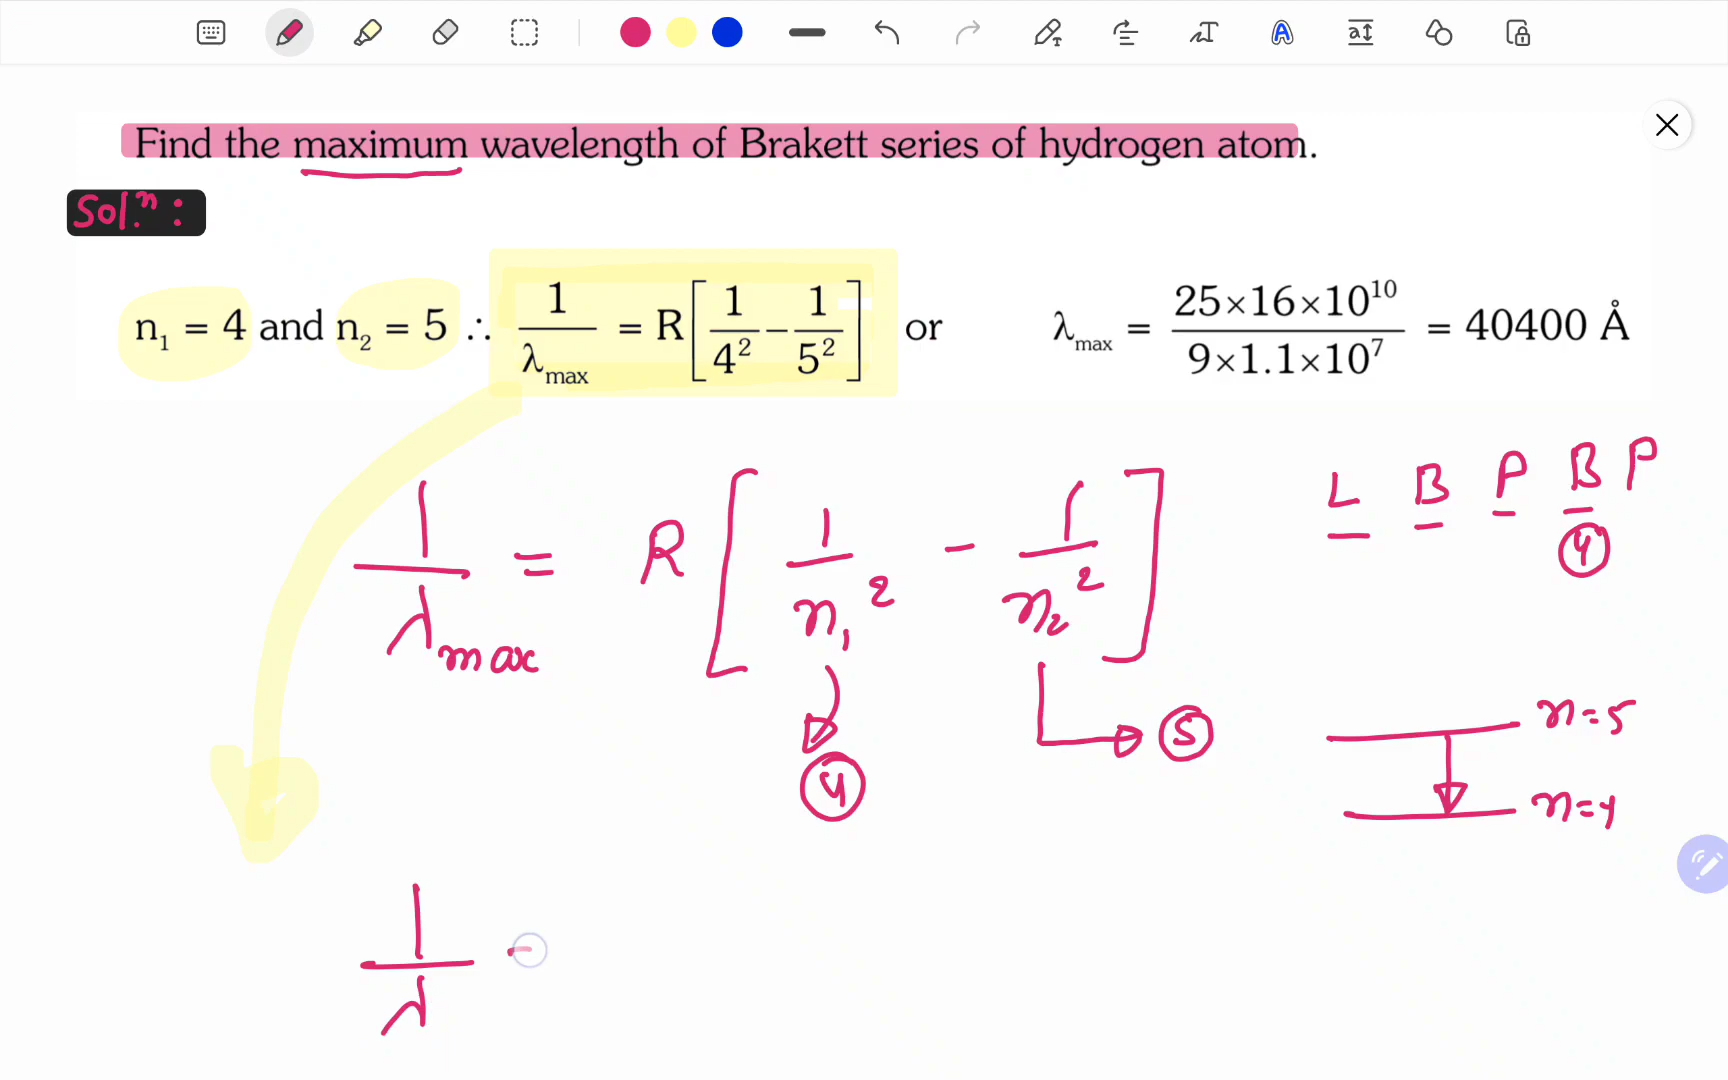 Find the maximum wavelength of Brakett series of hydrogen atom.
Sol.ⁿ :
n₁ = 4 and n₂ = 5 ∴ 1/λmax = R[1/4² − 1/5²] or λmax = 25×16×10¹⁰/9×1.1×10⁷ = 40400 Å
L B P B P
4
1/λmax = R[1/n₁² − 1/n₂²]
4
5
n=5
n=4
1/λ -